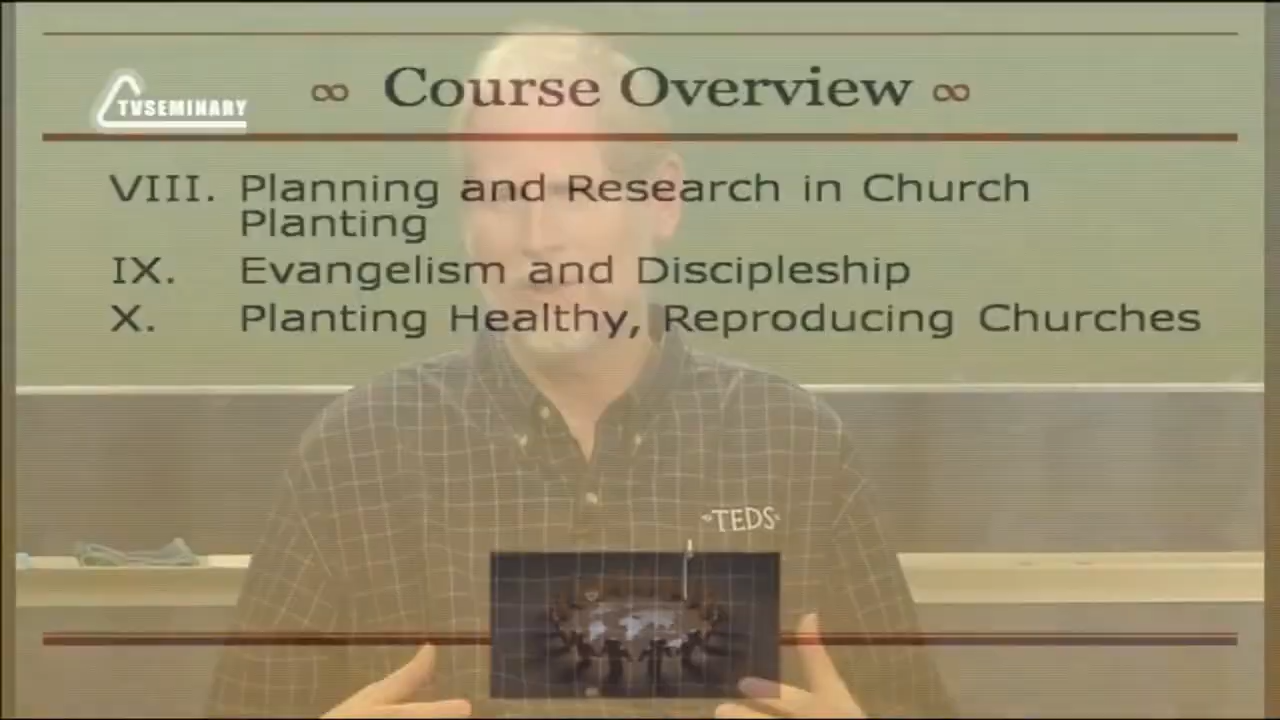 Course Overview
TVSEMINARY
VIII. Planning and Research in Church
Planting
IX. Evangelism and Discipleship
X. Planting Healthy, Reproducing Churches
TEDS